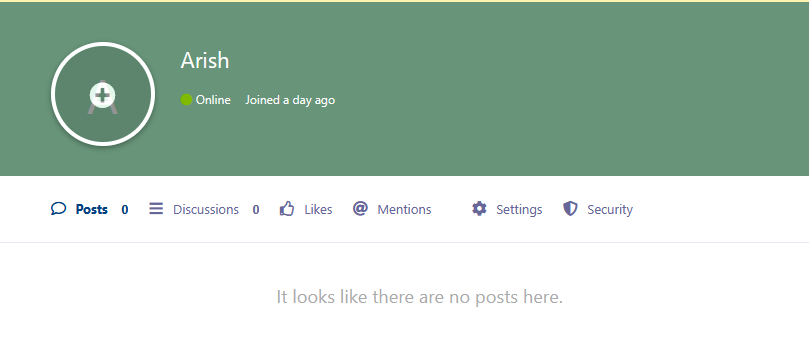 Arish
Online Joined a day ago
Posts 0 Discussions 0 Likes Mentions Settings Security
It looks like there are no posts here.